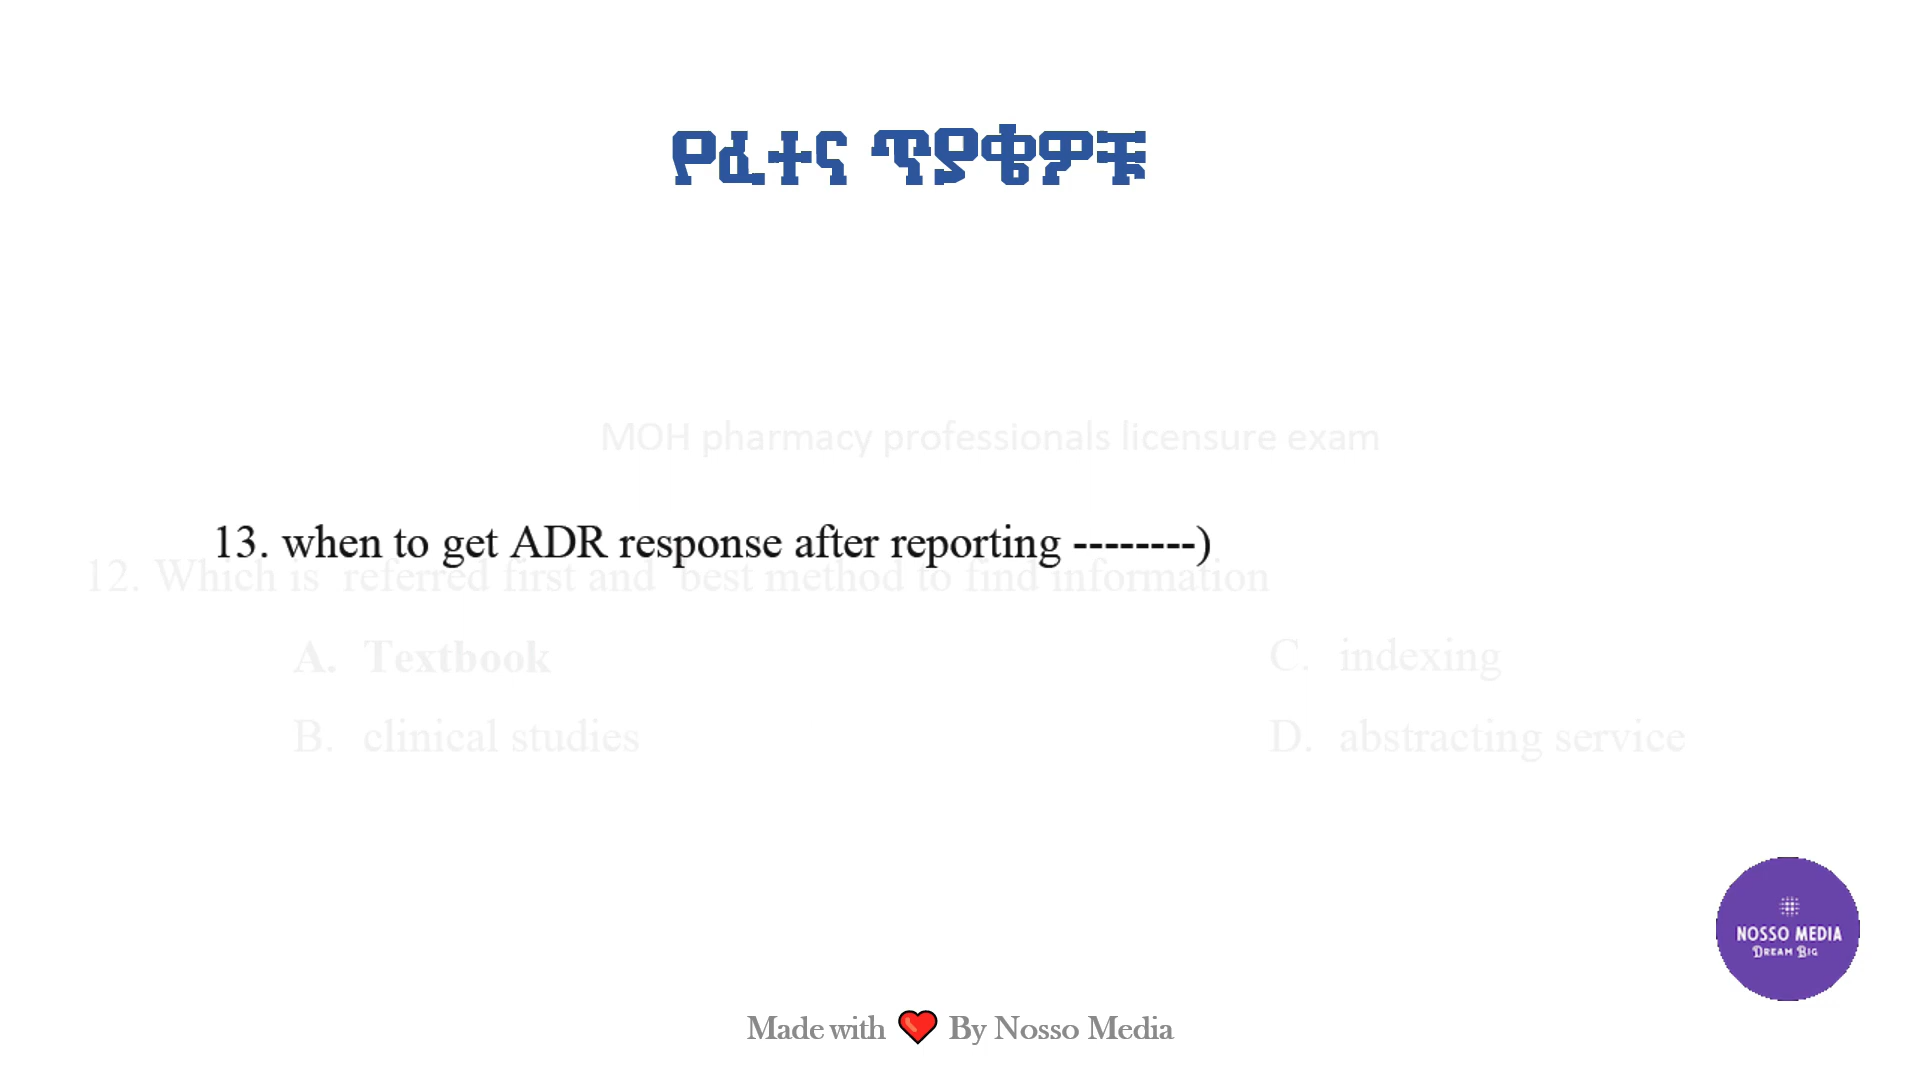 የፈተና ጥያቄዎቹ
MOH pharmacy professionals licensure exam
13. when to get ADR response after reporting --------)
12. Which is referred first and best method to find information
A. Textbook
C. indexing
B. clinical studies
D. abstracting service
NOSSO MEDIA
DREAM BIG
Made with ❤ By Nosso Media